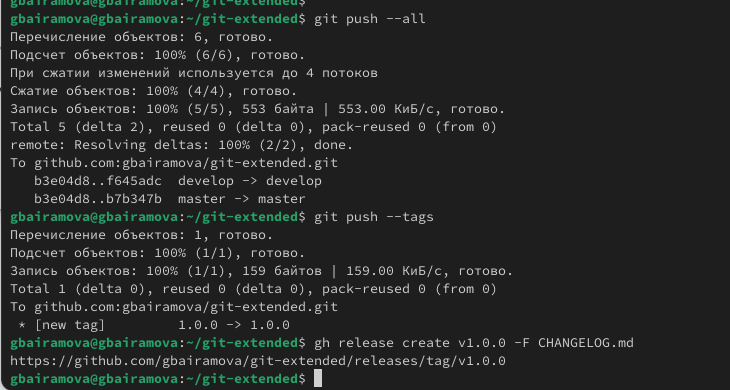 gbairamova@gbairamova:~/git-extended$
gbairamova@gbairamova:~/git-extended$ git push --all
Перечисление объектов: 6, готово.
Подсчет объектов: 100% (6/6), готово.
При сжатии изменений используется до 4 потоков
Сжатие объектов: 100% (4/4), готово.
Запись объектов: 100% (5/5), 553 байта | 553.00 КиБ/с, готово.
Total 5 (delta 2), reused 0 (delta 0), pack-reused 0 (from 0)
remote: Resolving deltas: 100% (2/2), done.
To github.com:gbairamova/git-extended.git
   b3e04d8..f645adc  develop -> develop
   b3e04d8..b7b347b  master -> master
gbairamova@gbairamova:~/git-extended$ git push --tags
Перечисление объектов: 1, готово.
Подсчет объектов: 100% (1/1), готово.
Запись объектов: 100% (1/1), 159 байтов | 159.00 КиБ/с, готово.
Total 1 (delta 0), reused 0 (delta 0), pack-reused 0 (from 0)
To github.com:gbairamova/git-extended.git
 * [new tag]         1.0.0 -> 1.0.0
gbairamova@gbairamova:~/git-extended$ gh release create v1.0.0 -F CHANGELOG.md
https://github.com/gbairamova/git-extended/releases/tag/v1.0.0
gbairamova@gbairamova:~/git-extended$